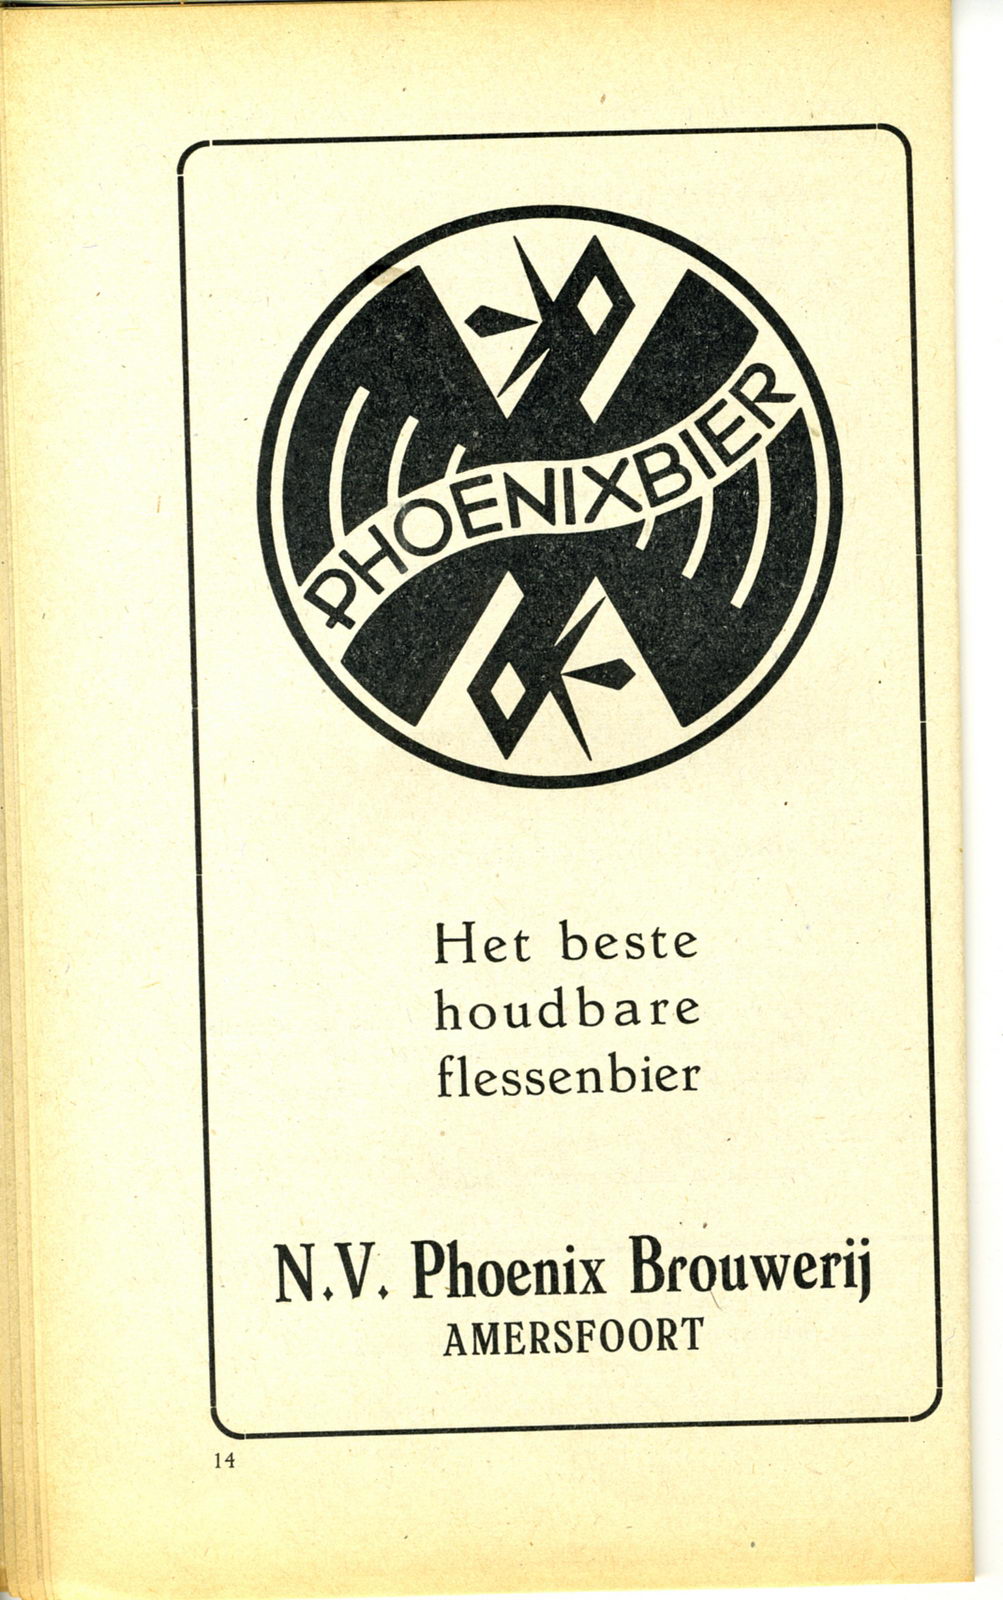 PHOENIXBIER
Het beste
houdbare
flessenbier
N.V. Phoenix Brouwerij
AMERSFOORT
14